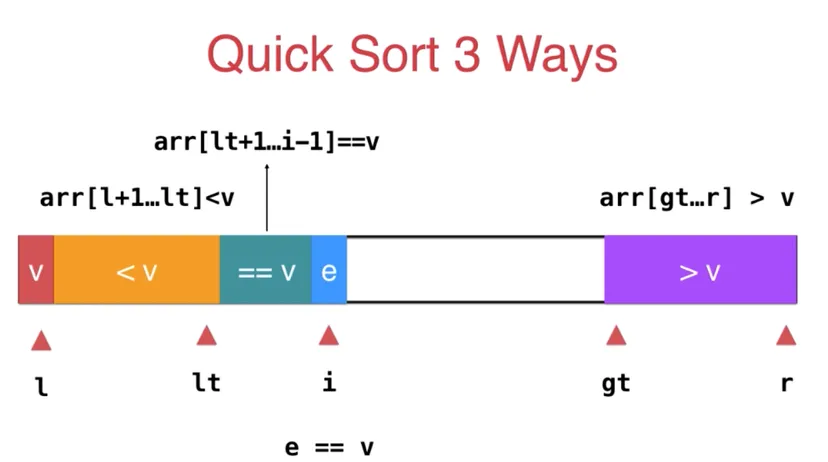 Quick Sort 3 Ways
arr[lt+1…i-1]==v
arr[l+1…lt]<v
arr[gt…r] > v
v
< v
== v
e
> v
l
lt
i
gt
r
e == v